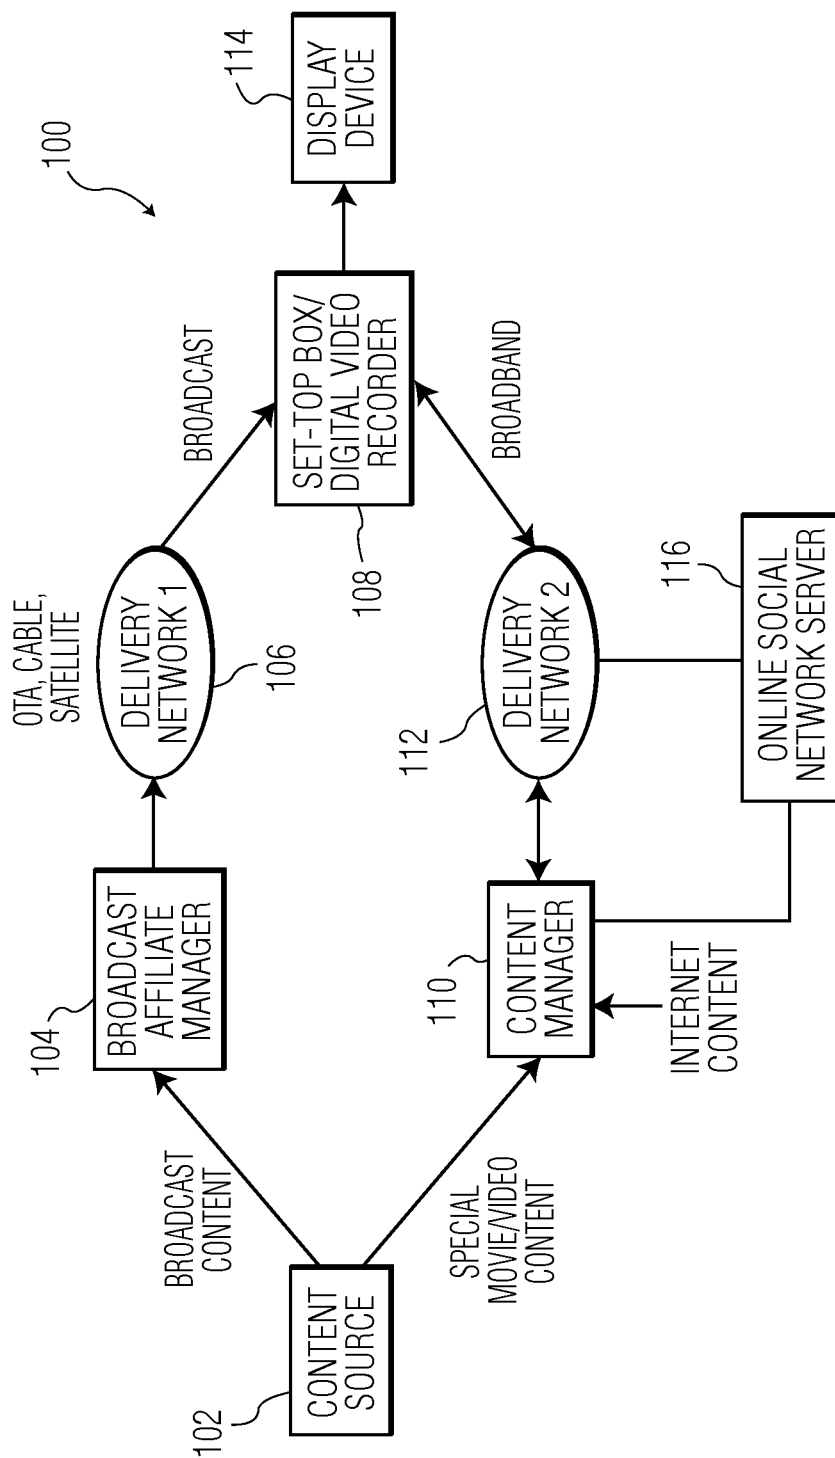 100
OTA, CABLE,
SATELLITE
BROADCAST
CONTENT
104
BROADCAST
AFFILIATE
MANAGER
DELIVERY
NETWORK 1
106
BROADCAST
102
CONTENT
SOURCE
108
SET-TOP BOX/
DIGITAL VIDEO
RECORDER
114
DISPLAY
DEVICE
SPECIAL
MOVIE/VIDEO
CONTENT
110
CONTENT
MANAGER
112
DELIVERY
NETWORK 2
BROADBAND
INTERNET
CONTENT
116
ONLINE SOCIAL
NETWORK SERVER